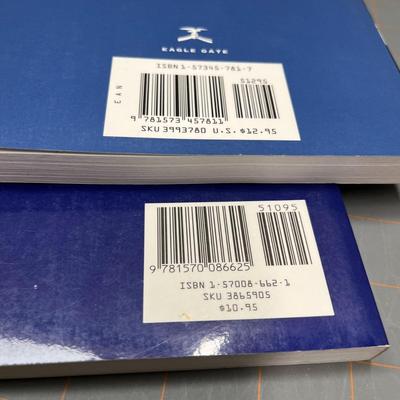 EAGLE GATE
ISBN 1-57345-781-7
51295
EAN
9 781573 457811
SKU 3993780 U.S. $12.95
51095
9 781570 086625
ISBN 1-57008-662-1
SKU 3865905
$10.95